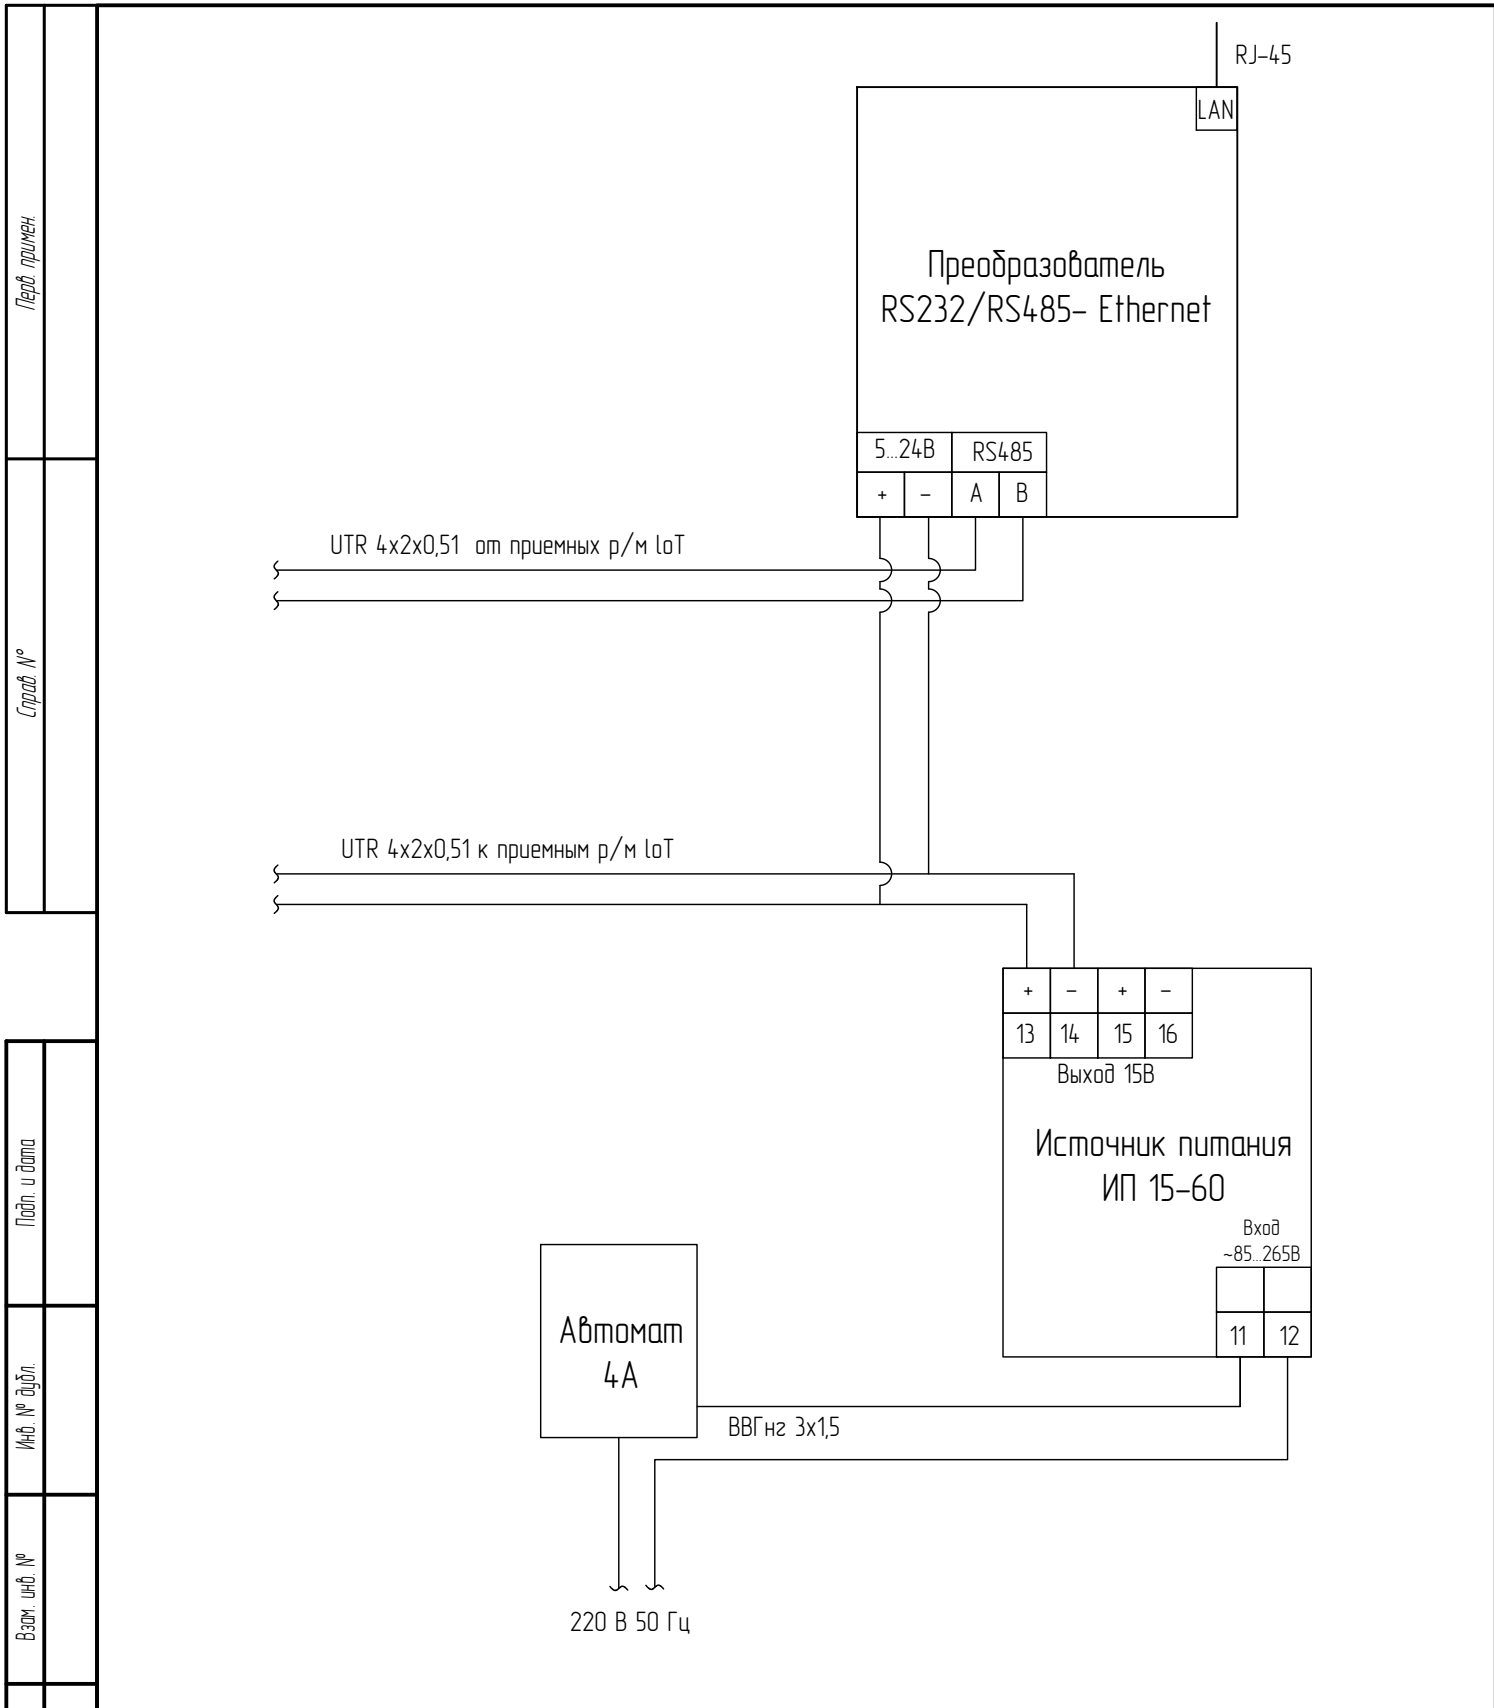 RJ-45
LAN
Преобразователь
RS232/RS485- Ethernet
5...24В RS485
+ - A B
UTR 4x2x0,51 от приемных р/м loT
UTR 4x2x0,51 к приемным р/м loT
+ - + -
13 14 15 16
Выход 15В
Источник питания
ИП 15-60
Вход
~85...265В
11 12
Автомат
4А
ВВГнг 3х1,5
220 В 50 Гц
Перв. примен.
Справ. №
Подп. и дата
Инв. № дубл.
Взам. инв. №